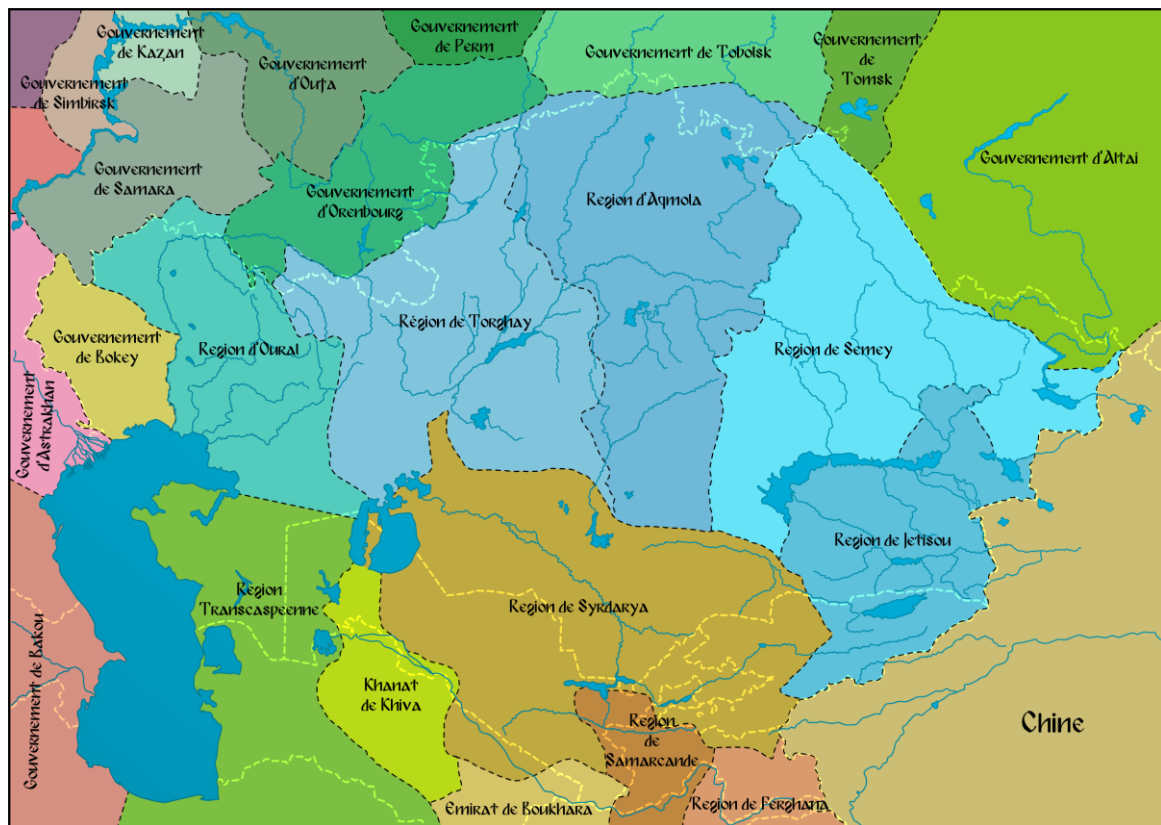 Gouvernement
de Kazan
Gouvernement
de Perm
Gouvernement de Tobolsk
Gouvernement
de
Tomsk
Gouvernement
de Simbirsk
Gouvernement
d'Oufa
Gouvernement
de Samara
Gouvernement d'Altai
Gouvernement
d'Orenbourg
Region d'Aqmola
Gouvernement
de Bokey
Region d'Oural
Région de Torghay
Region de Semey
Gouvernement
d'Astrakhan
Region de Jetisou
Région
Transcaspeenne
Region de Syrdarya
Gouvernement de Bakou
Khanat
de Khiva
Region
de
Samarcande
Chine
Emirat de Boukhara
Region de Ferghana